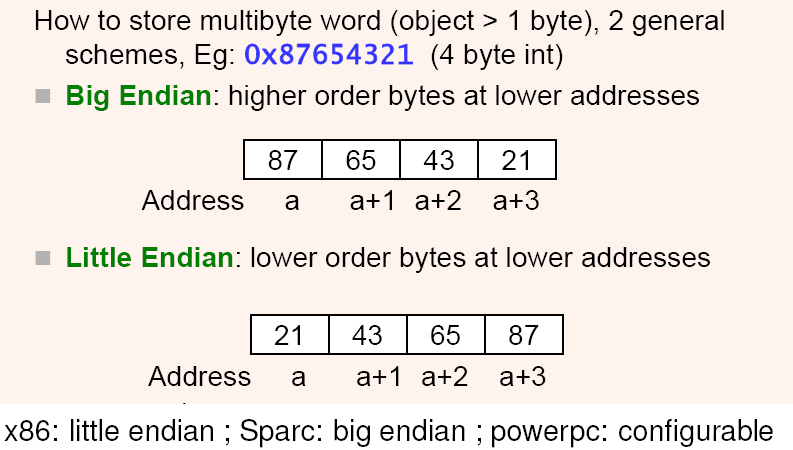 How to store multibyte word (object > 1 byte), 2 general
schemes, Eg: 0x87654321 (4 byte int)
Big Endian: higher order bytes at lower addresses
87 65 43 21
Address a a+1 a+2 a+3
Little Endian: lower order bytes at lower addresses
21 43 65 87
Address a a+1 a+2 a+3
x86: little endian ; Sparc: big endian ; powerpc: configurable